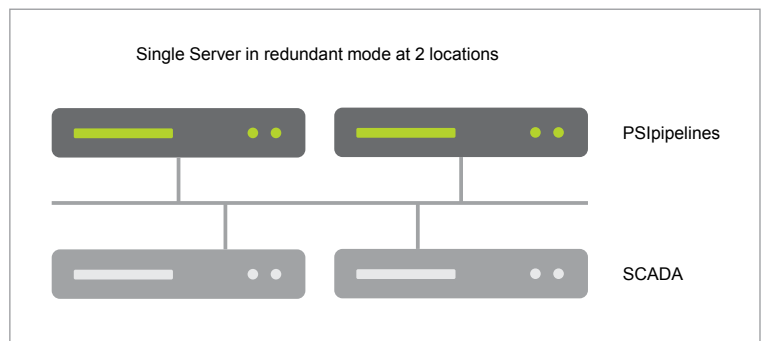 Single Server in redundant mode at 2 locations
PSIpipelines
SCADA